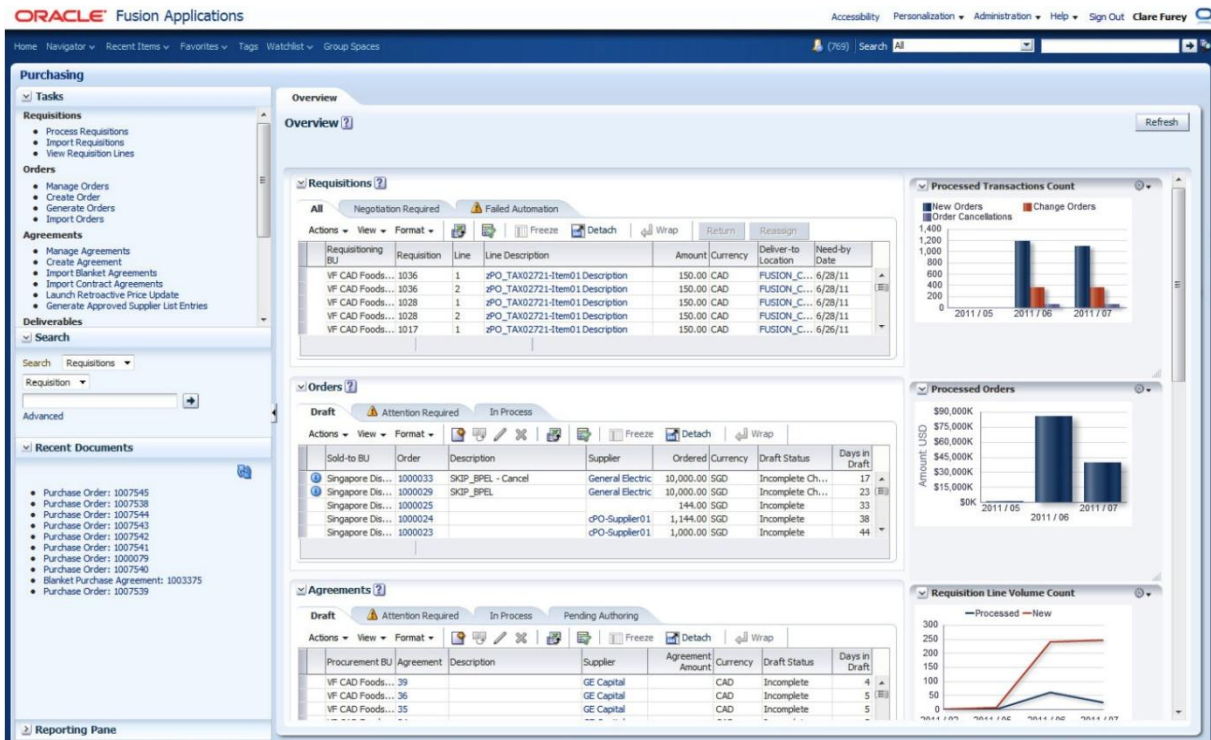 ORACLE Fusion Applications
Accessibility Personalization Administration Help Sign Out Clare Furey
Home Navigator Recent Items Favorites Tags Watchlist Group Spaces
(769) Search All
Purchasing
Tasks
Requisitions
Process Requisitions
Import Requisitions
View Requisition Lines
Orders
Manage Orders
Create Order
Generate Orders
Import Orders
Agreements
Manage Agreements
Create Agreement
Import Blanket Agreements
Import Contract Agreements
Launch Retroactive Price Update
Generate Approved Supplier List Entries
Deliverables
Search
Search Requisitions
Requisition
Advanced
Recent Documents
Purchase Order: 1007545
Purchase Order: 1007538
Purchase Order: 1007544
Purchase Order: 1007543
Purchase Order: 1007542
Purchase Order: 1007541
Purchase Order: 1000079
Purchase Order: 1007540
Blanket Purchase Agreement: 1003375
Purchase Order: 1007539
Reporting Pane
Overview
Overview ?
Refresh
Requisitions ?
All Negotiation Required Failed Automation
Actions View Format Freeze Detach Wrap Return Reassign
Requisitioning BU Requisition Line Line Description Amount Currency Deliver-to Location Need-by Date
VF CAD Foods... 1036 1 zPO_TAX02721-Item01 Description 150.00 CAD FUSION_C... 6/28/11
VF CAD Foods... 1036 2 zPO_TAX02721-Item01 Description 150.00 CAD FUSION_C... 6/28/11
VF CAD Foods... 1028 1 zPO_TAX02721-Item01 Description 150.00 CAD FUSION_C... 6/27/11
VF CAD Foods... 1028 2 zPO_TAX02721-Item01 Description 150.00 CAD FUSION_C... 6/27/11
VF CAD Foods... 1017 1 zPO_TAX02721-Item01 Description 150.00 CAD FUSION_C... 6/26/11
Orders ?
Draft Attention Required In Process
Actions View Format Freeze Detach Wrap
Sold-to BU Order Description Supplier Ordered Currency Draft Status Days in Draft
Singapore Dis... 1000033 SKIP_BPEL - Cancel General Electric 10,000.00 SGD Incomplete Ch... 17
Singapore Dis... 1000029 SKIP_BPEL General Electric 10,000.00 SGD Incomplete Ch... 23
Singapore Dis... 1000025 144.00 SGD Incomplete 33
Singapore Dis... 1000024 cPO-Supplier01 1,144.00 SGD Incomplete 38
Singapore Dis... 1000023 cPO-Supplier01 1,000.00 SGD Incomplete 44
Agreements ?
Draft Attention Required In Process Pending Authoring
Actions View Format Freeze Detach Wrap
Procurement BU Agreement Description Supplier Agreement Amount Currency Draft Status Days in Draft
VF CAD Foods... 39 GE Capital CAD Incomplete 4
VF CAD Foods... 36 GE Capital CAD Incomplete 5
VF CAD Foods... 35 GE Capital CAD Incomplete 5
Processed Transactions Count
New Orders Change Orders
Order Cancellations
1,400
1,200
1,000
800
600
400
200
0
2011 / 05 2011 / 06 2011 / 07
Processed Orders
Amount USD
$90,000K
$75,000K
$60,000K
$45,000K
$30,000K
$15,000K
$0K
2011 / 05 2011 / 06 2011 / 07
Requisition Line Volume Count
Processed New
300
250
200
150
100
50
0